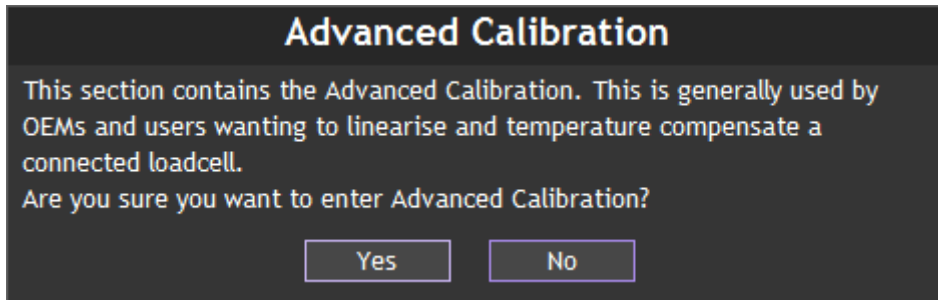 Advanced Calibration
This section contains the Advanced Calibration. This is generally used by
OEMs and users wanting to linearise and temperature compensate a
connected loadcell.
Are you sure you want to enter Advanced Calibration?
Yes No